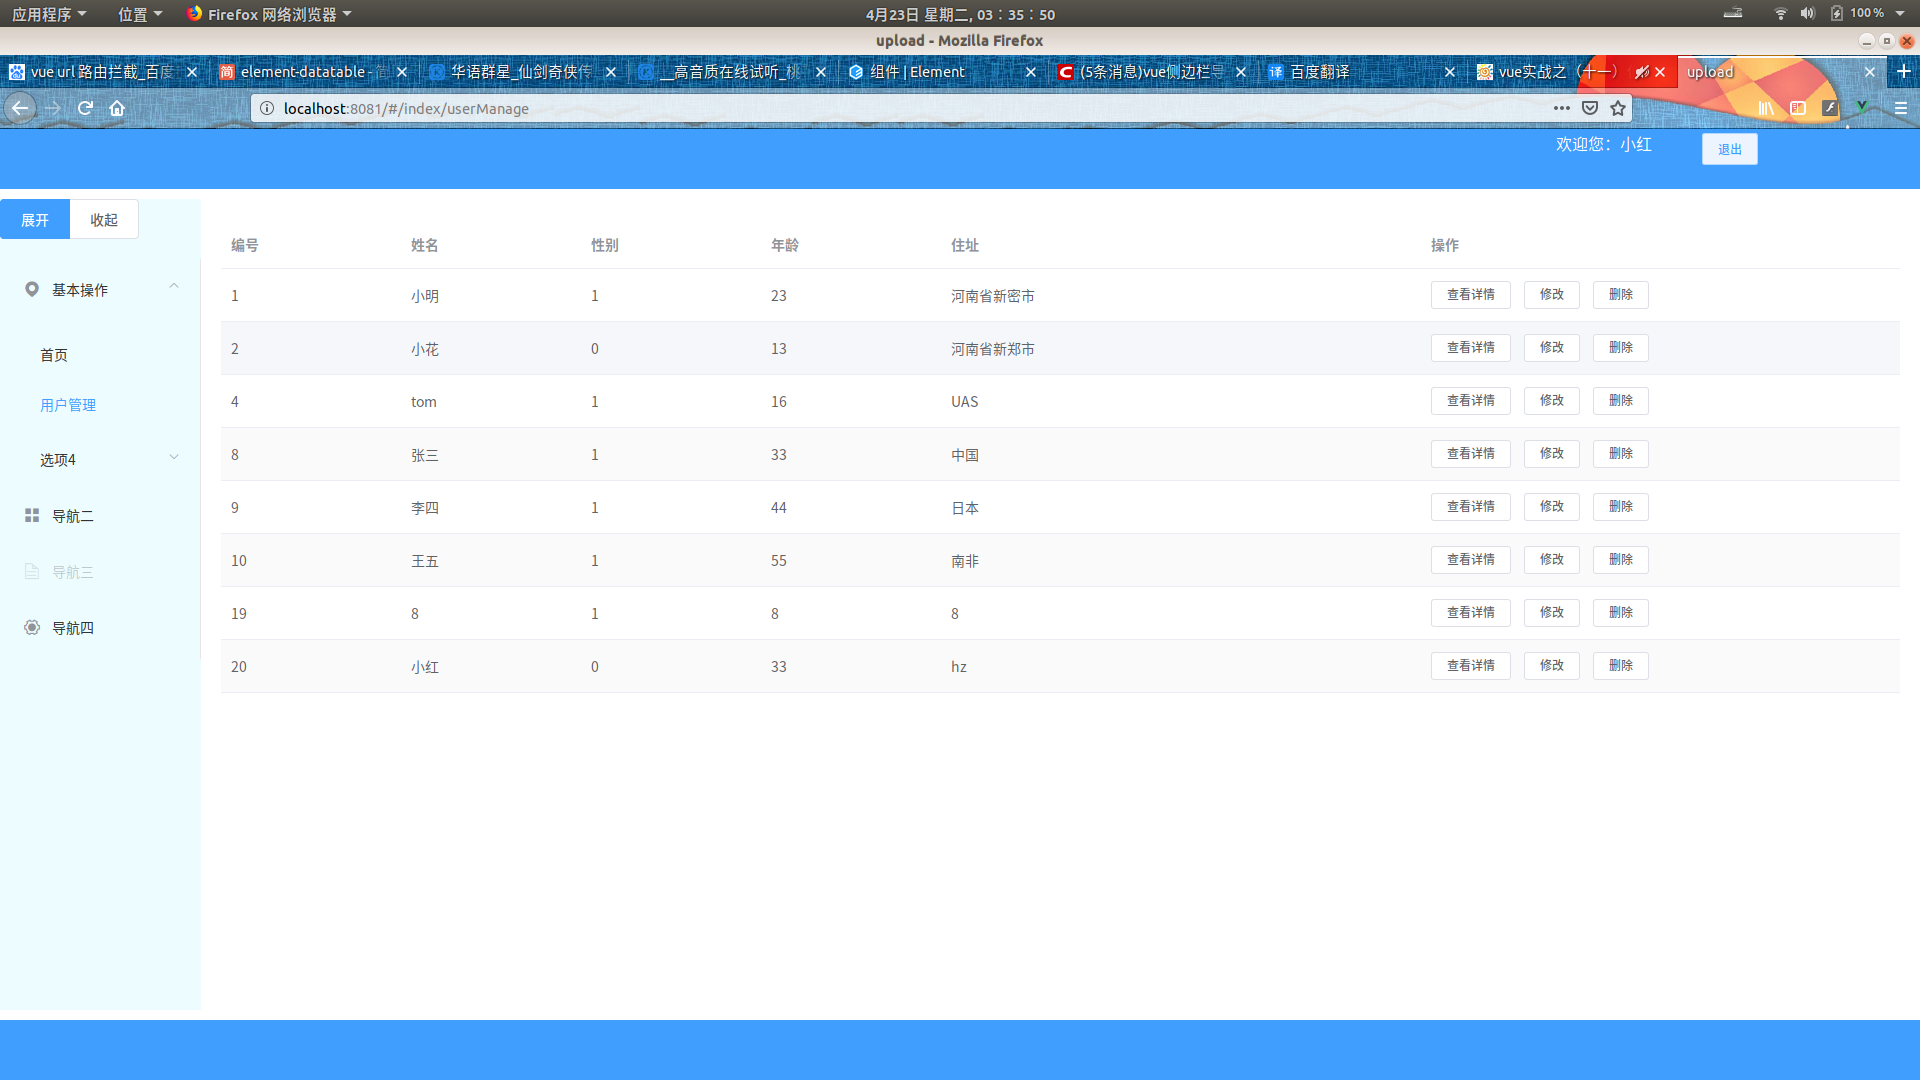 应用程序 位置 Firefox 网络浏览器 4月23日 星期二, 03：35：50 100%
upload - Mozilla Firefox
vue url 路由拦截_百度 element-datatable - 简 华语群星_仙剑奇侠传 __高音质在线试听_桃 组件 | Element (5条消息)vue侧边栏导 百度翻译 vue实战之（十一） upload
localhost:8081/#/index/userManage
欢迎您：小红 退出
展开 收起
编号 姓名 性别 年龄 住址 操作
基本操作
1 小明 1 23 河南省新密市 查看详情 修改 删除
首页
2 小花 0 13 河南省新郑市 查看详情 修改 删除
用户管理
4 tom 1 16 UAS 查看详情 修改 删除
选项4
8 张三 1 33 中国 查看详情 修改 删除
导航二
9 李四 1 44 日本 查看详情 修改 删除
导航三
10 王五 1 55 南非 查看详情 修改 删除
导航四
19 8 1 8 8 查看详情 修改 删除
20 小红 0 33 hz 查看详情 修改 删除